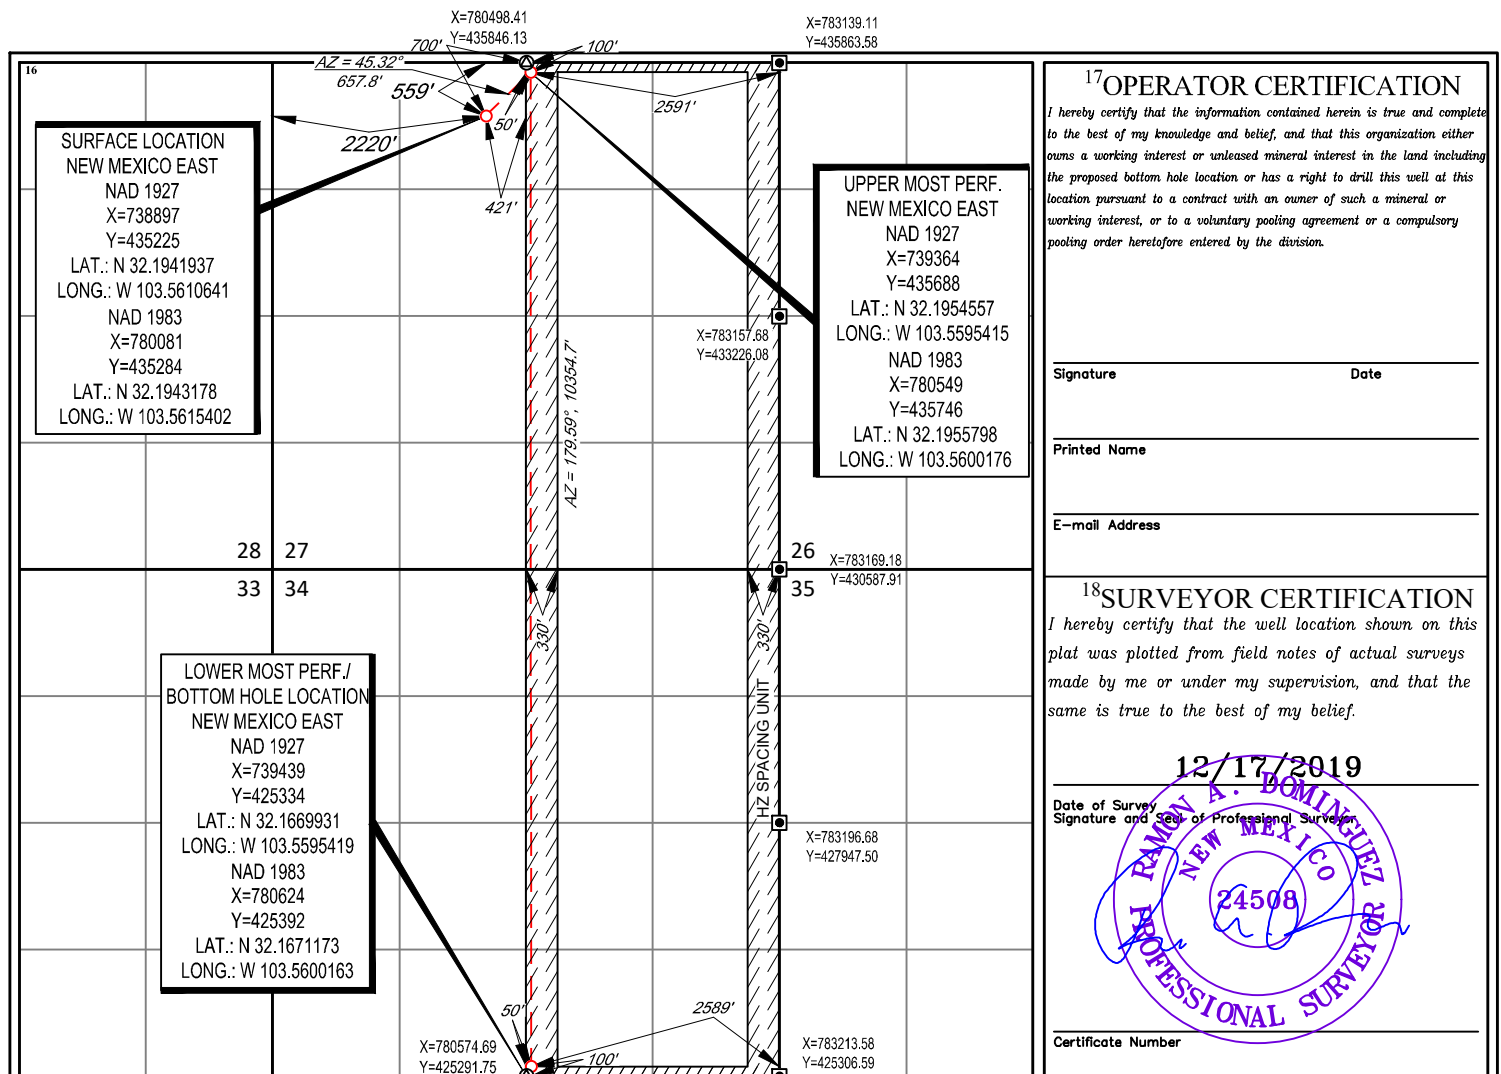 X=780498.41
Y=435846.13
X=783139.11
Y=435863.58
16
700'
100'
AZ = 45.32°
657.8'
559'
50'
2591'
2220'
421'
SURFACE LOCATION
NEW MEXICO EAST
NAD 1927
X=738897
Y=435225
LAT.: N 32.1941937
LONG.: W 103.5610641
NAD 1983
X=780081
Y=435284
LAT.: N 32.1943178
LONG.: W 103.5615402
UPPER MOST PERF.
NEW MEXICO EAST
NAD 1927
X=739364
Y=435688
LAT.: N 32.1954557
LONG.: W 103.5595415
NAD 1983
X=780549
Y=435746
LAT.: N 32.1955798
LONG.: W 103.5600176
X=783157.68
Y=433226.08
AZ = 179.59°, 10354.7'
28 27
33 34
26
35
X=783169.18
Y=430587.91
330'
330'
HZ SPACING UNIT
LOWER MOST PERF./
BOTTOM HOLE LOCATION
NEW MEXICO EAST
NAD 1927
X=739439
Y=425334
LAT.: N 32.1669931
LONG.: W 103.5595419
NAD 1983
X=780624
Y=425392
LAT.: N 32.1671173
LONG.: W 103.5600163
X=783196.68
Y=427947.50
50'
2589'
X=780574.69
Y=425291.75
100'
X=783213.58
Y=425306.59
17OPERATOR CERTIFICATION
I hereby certify that the information contained herein is true and complete
to the best of my knowledge and belief, and that this organization either
owns a working interest or unleased mineral interest in the land including
the proposed bottom hole location or has a right to drill this well at this
location pursuant to a contract with an owner of such a mineral or
working interest, or to a voluntary pooling agreement or a compulsory
pooling order heretofore entered by the division.
Signature Date
Printed Name
E-mail Address
18SURVEYOR CERTIFICATION
I hereby certify that the well location shown on this
plat was plotted from field notes of actual surveys
made by me or under my supervision, and that the
same is true to the best of my belief.
12/17/2019
Date of Survey
Signature and Seal of Professional Surveyor
RAMON A. DOMINGUEZ
NEW MEXICO
24508
PROFESSIONAL SURVEYOR
Certificate Number